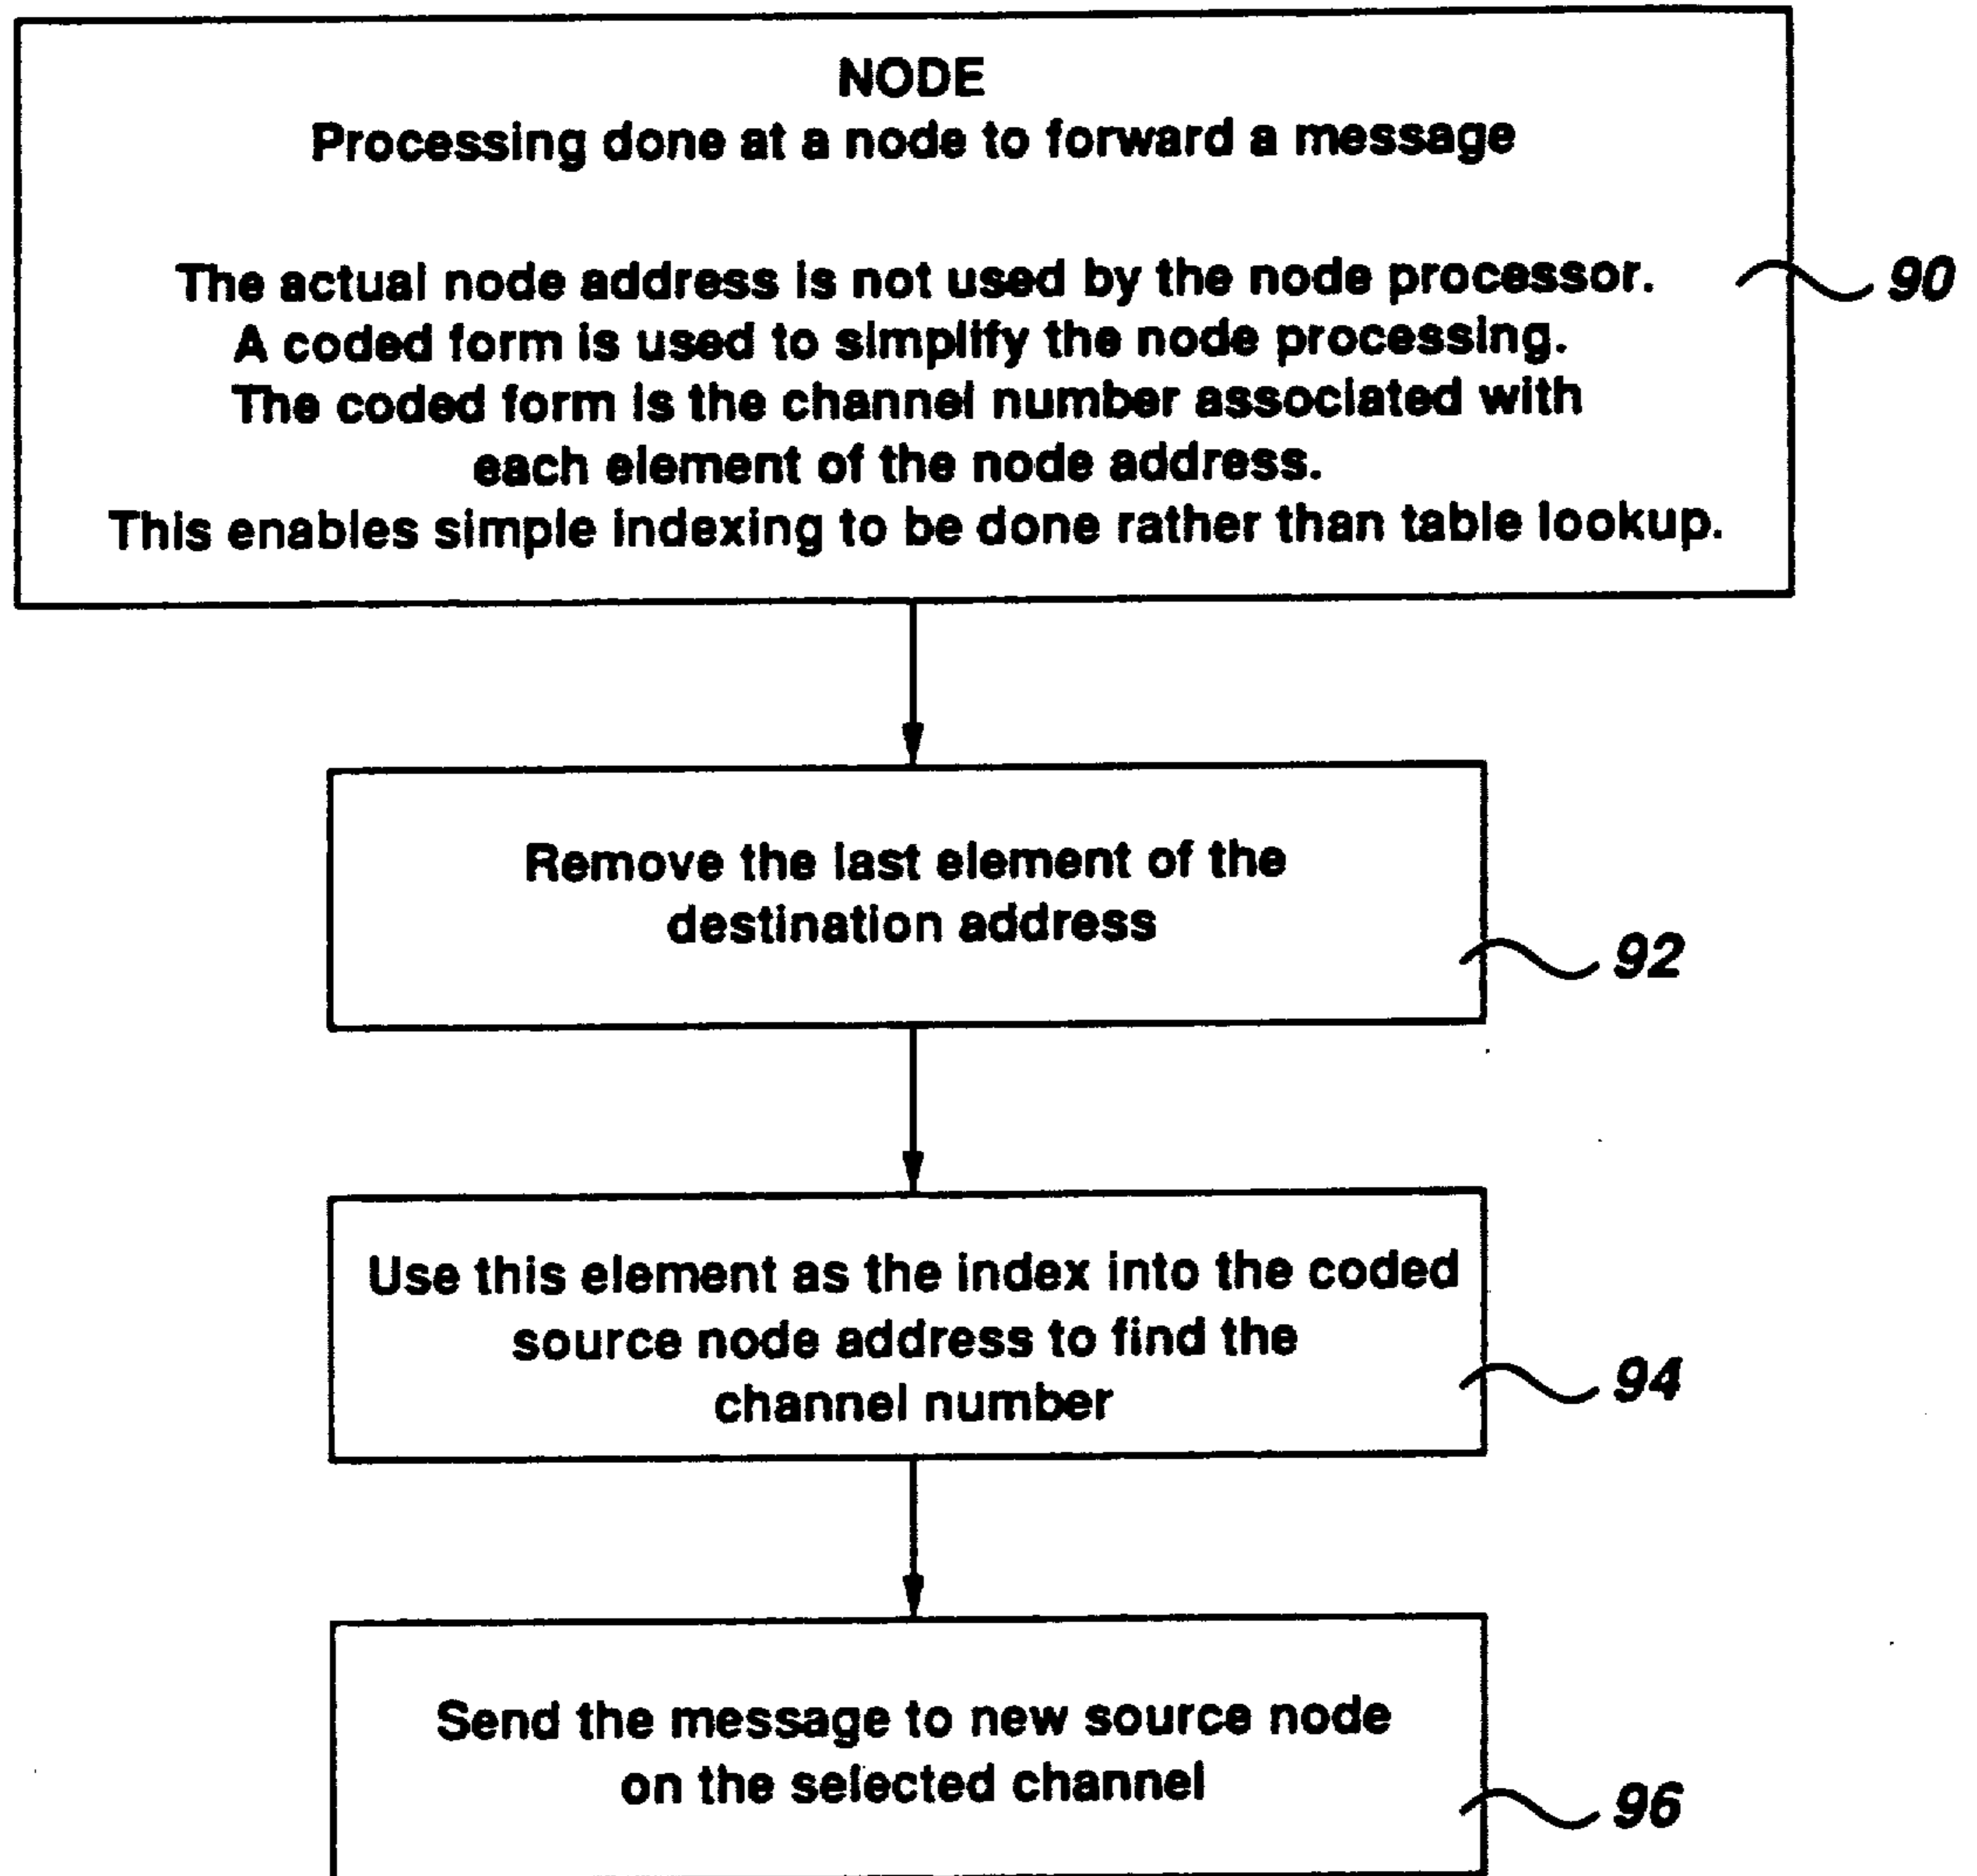 NODE
Processing done at a node to forward a message
The actual node address is not used by the node processor.
90
A coded form is used to simplify the node processing.
The coded form is the channel number associated with
each element of the node address.
This enables simple indexing to be done rather than table lookup.
Remove the last element of the
destination address
92
Use this element as the index into the coded
source node address to find the
channel number
94
Send the message to new source node
on the selected channel
96